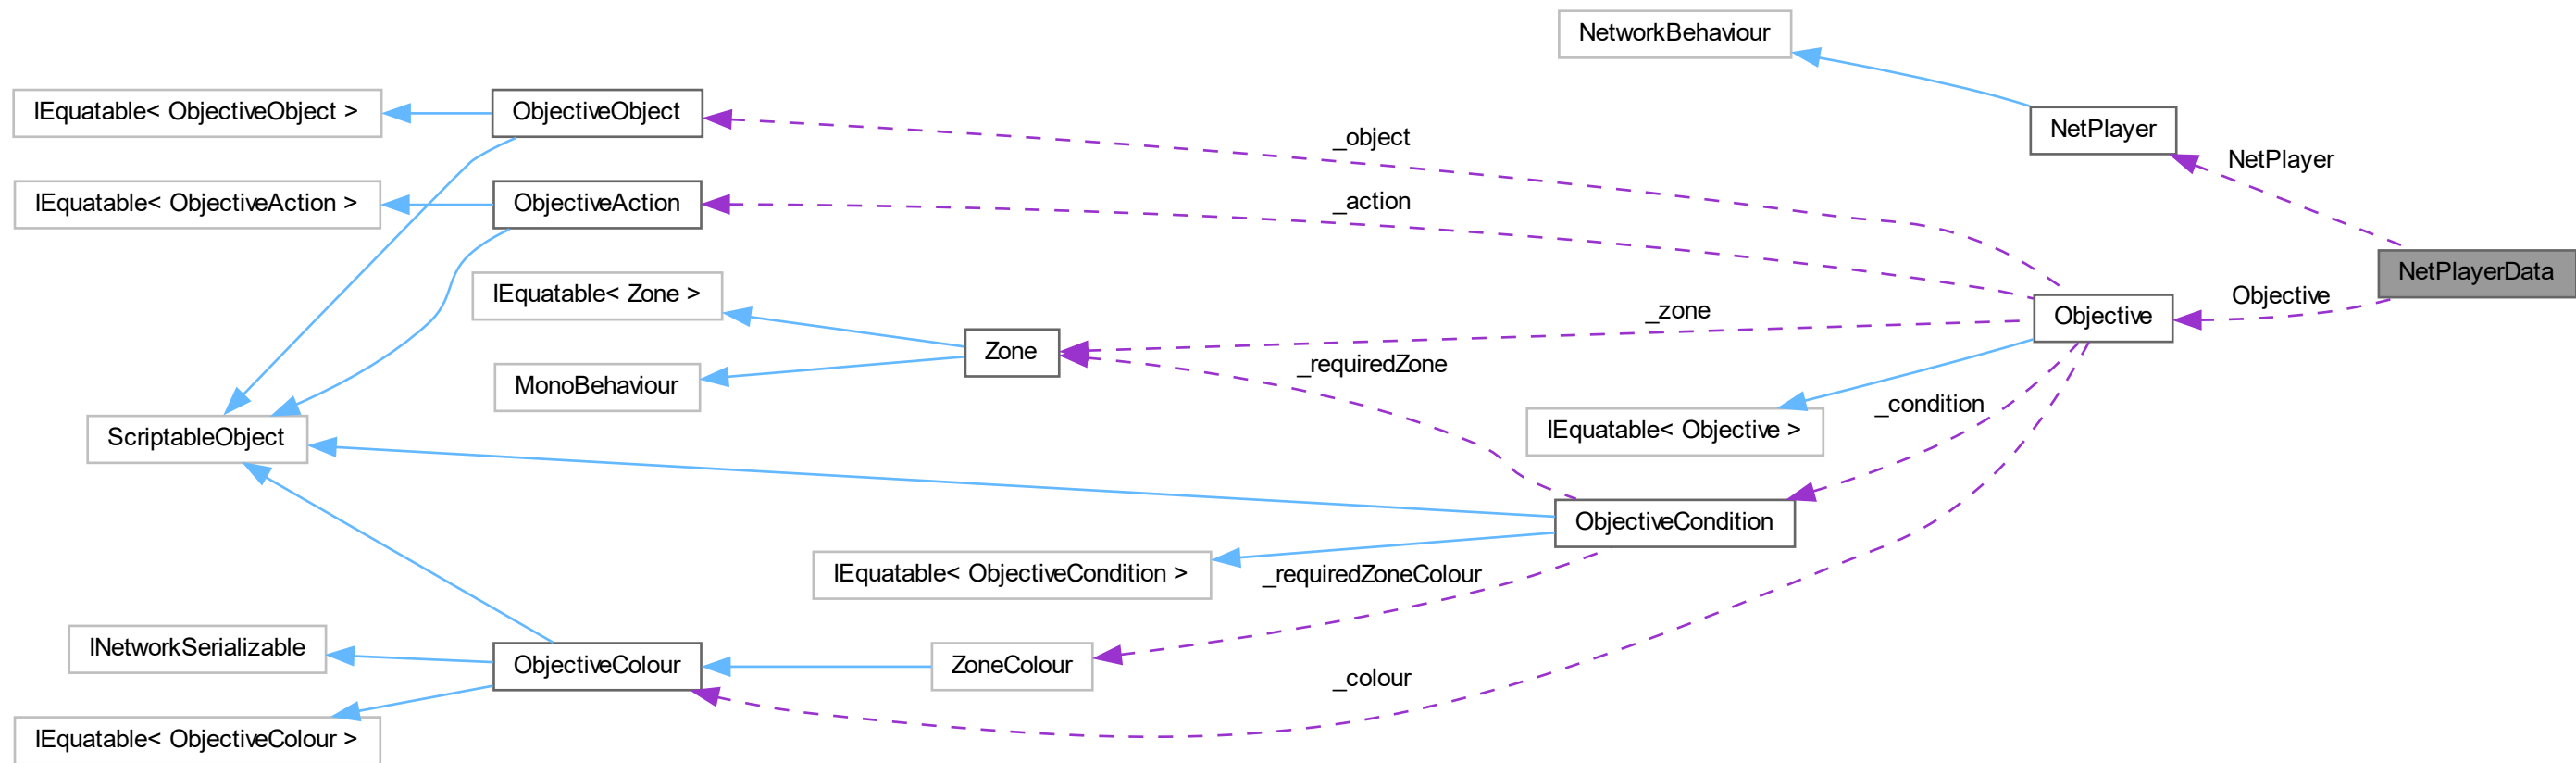 NetworkBehaviour
IEquatable< ObjectiveObject >
ObjectiveObject
NetPlayer
_object
NetPlayer
IEquatable< ObjectiveAction >
ObjectiveAction
_action
NetPlayerData
IEquatable< Zone >
Objective
_zone
Objective
Zone
_requiredZone
MonoBehaviour
_condition
ScriptableObject
IEquatable< Objective >
ObjectiveCondition
IEquatable< ObjectiveCondition >
_requiredZoneColour
INetworkSerializable
ObjectiveColour
ZoneColour
_colour
IEquatable< ObjectiveColour >